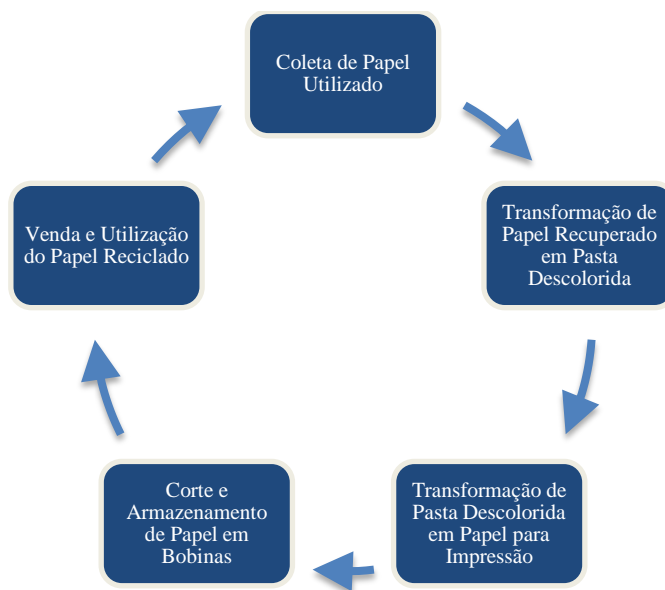 Coleta de Papel
Utilizado
Transformação de
Papel Recuperado
em Pasta
Descolorida
Transformação de
Pasta Descolorida
em Papel para
Impressão
Corte e
Armazenamento
de Papel em
Bobinas
Venda e Utilização
do Papel Reciclado